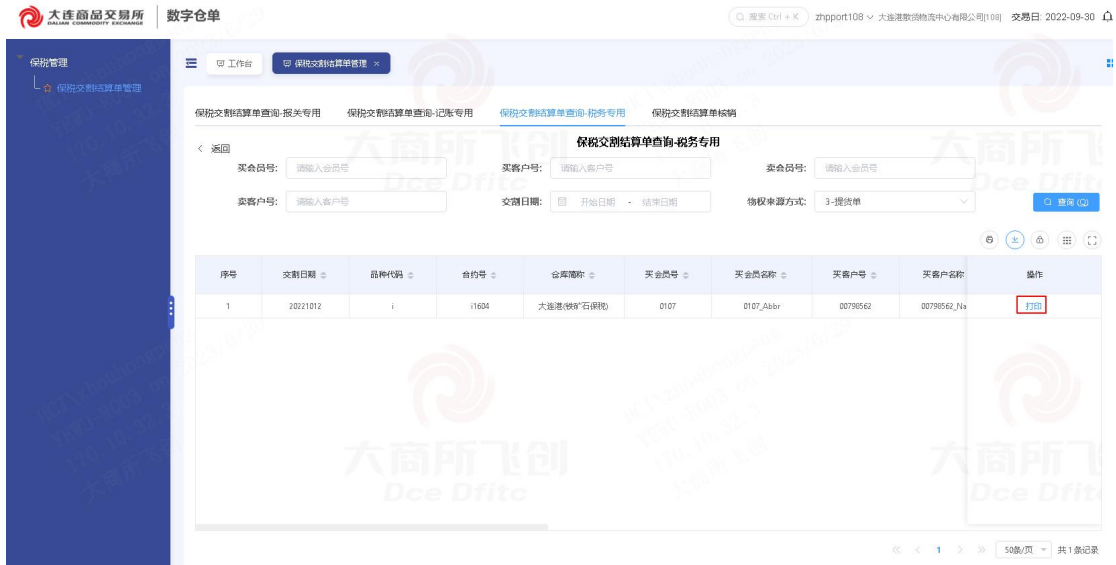 大连商品交易所 数字仓单 搜索 Ctrl + K zhpport108 大连港散货物流中心有限公司[108] 交易日: 2022-09-30
DALIAN COMMODITY EXCHANGE
保税管理
保税交割结算单管理
工作台 保税交割结算单管理 ×
保税交割结算单查询-报关专用 保税交割结算单查询-记账专用 保税交割结算单查询-税务专用 保税交割结算单核销
< 返回 保税交割结算单查询-税务专用
买会员号: 请输入会员号 买客户号: 请输入客户号 卖会员号: 请输入会员号
卖客户号: 请输入客户号 交割日期: 开始日期 - 结束日期 物权来源方式: 3-提货单 查询 (Q)
序号 交割日期 品种代码 合约号 仓库简称 买会员号 买会员名称 买客户号 买客户名称 操作
1 20221012 i i1604 大连港(铁矿石保税) 0107 0107_Abbr 00798562 00798562_Na 打印
大商所飞创
Dce Dfitc
1 50条/页 共 1 条记录